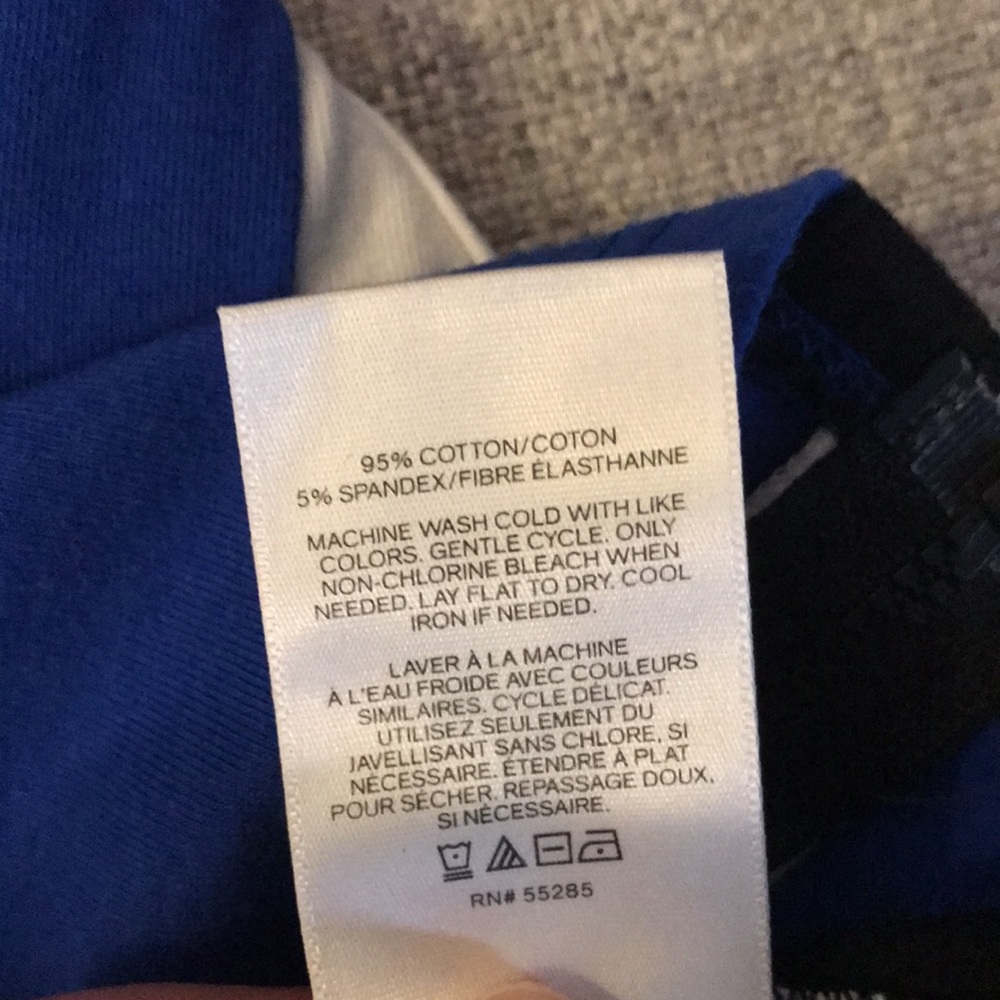 95% COTTON/COTON
5% SPANDEX/FIBRE ÉLASTHANNE
MACHINE WASH COLD WITH LIKE
COLORS. GENTLE CYCLE. ONLY
NON-CHLORINE BLEACH WHEN
NEEDED. LAY FLAT TO DRY. COOL
IRON IF NEEDED.
LAVER À LA MACHINE
À L'EAU FROIDE AVEC COULEURS
SIMILAIRES. CYCLE DÉLICAT.
UTILISEZ SEULEMENT DU
JAVELLISANT SANS CHLORE, SI
NÉCESSAIRE. ÉTENDRE À PLAT
POUR SÉCHER. REPASSAGE DOUX,
SI NÉCESSAIRE.
RN# 55285